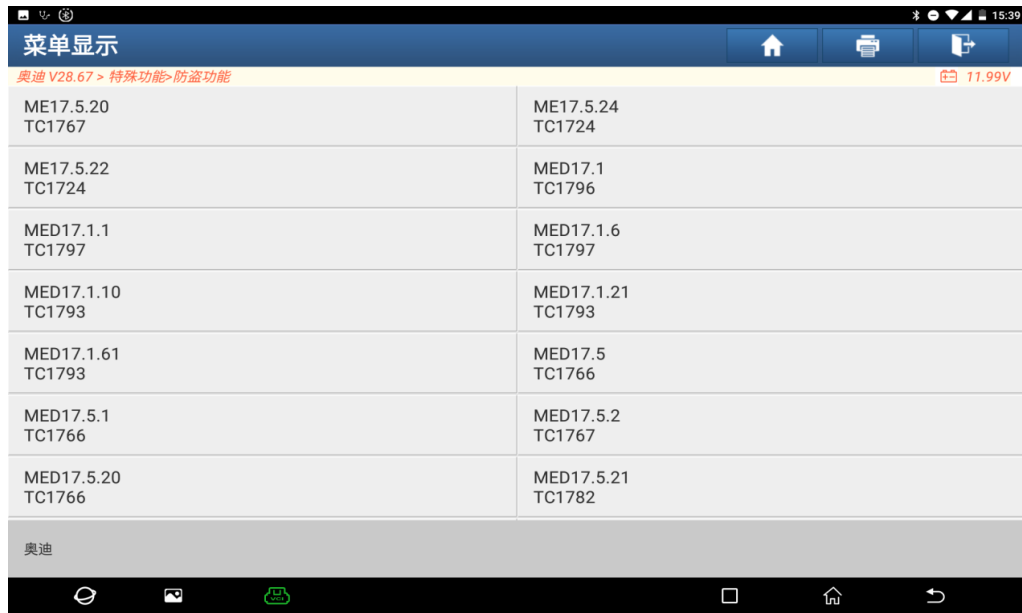 15:39
菜单显示
奥迪 V28.67 > 特殊功能>防盗功能
11.99V
ME17.5.20
TC1767
ME17.5.24
TC1724
ME17.5.22
TC1724
MED17.1
TC1796
MED17.1.1
TC1797
MED17.1.6
TC1797
MED17.1.10
TC1793
MED17.1.21
TC1793
MED17.1.61
TC1793
MED17.5
TC1766
MED17.5.1
TC1766
MED17.5.2
TC1767
MED17.5.20
TC1766
MED17.5.21
TC1782
奥迪
VCI